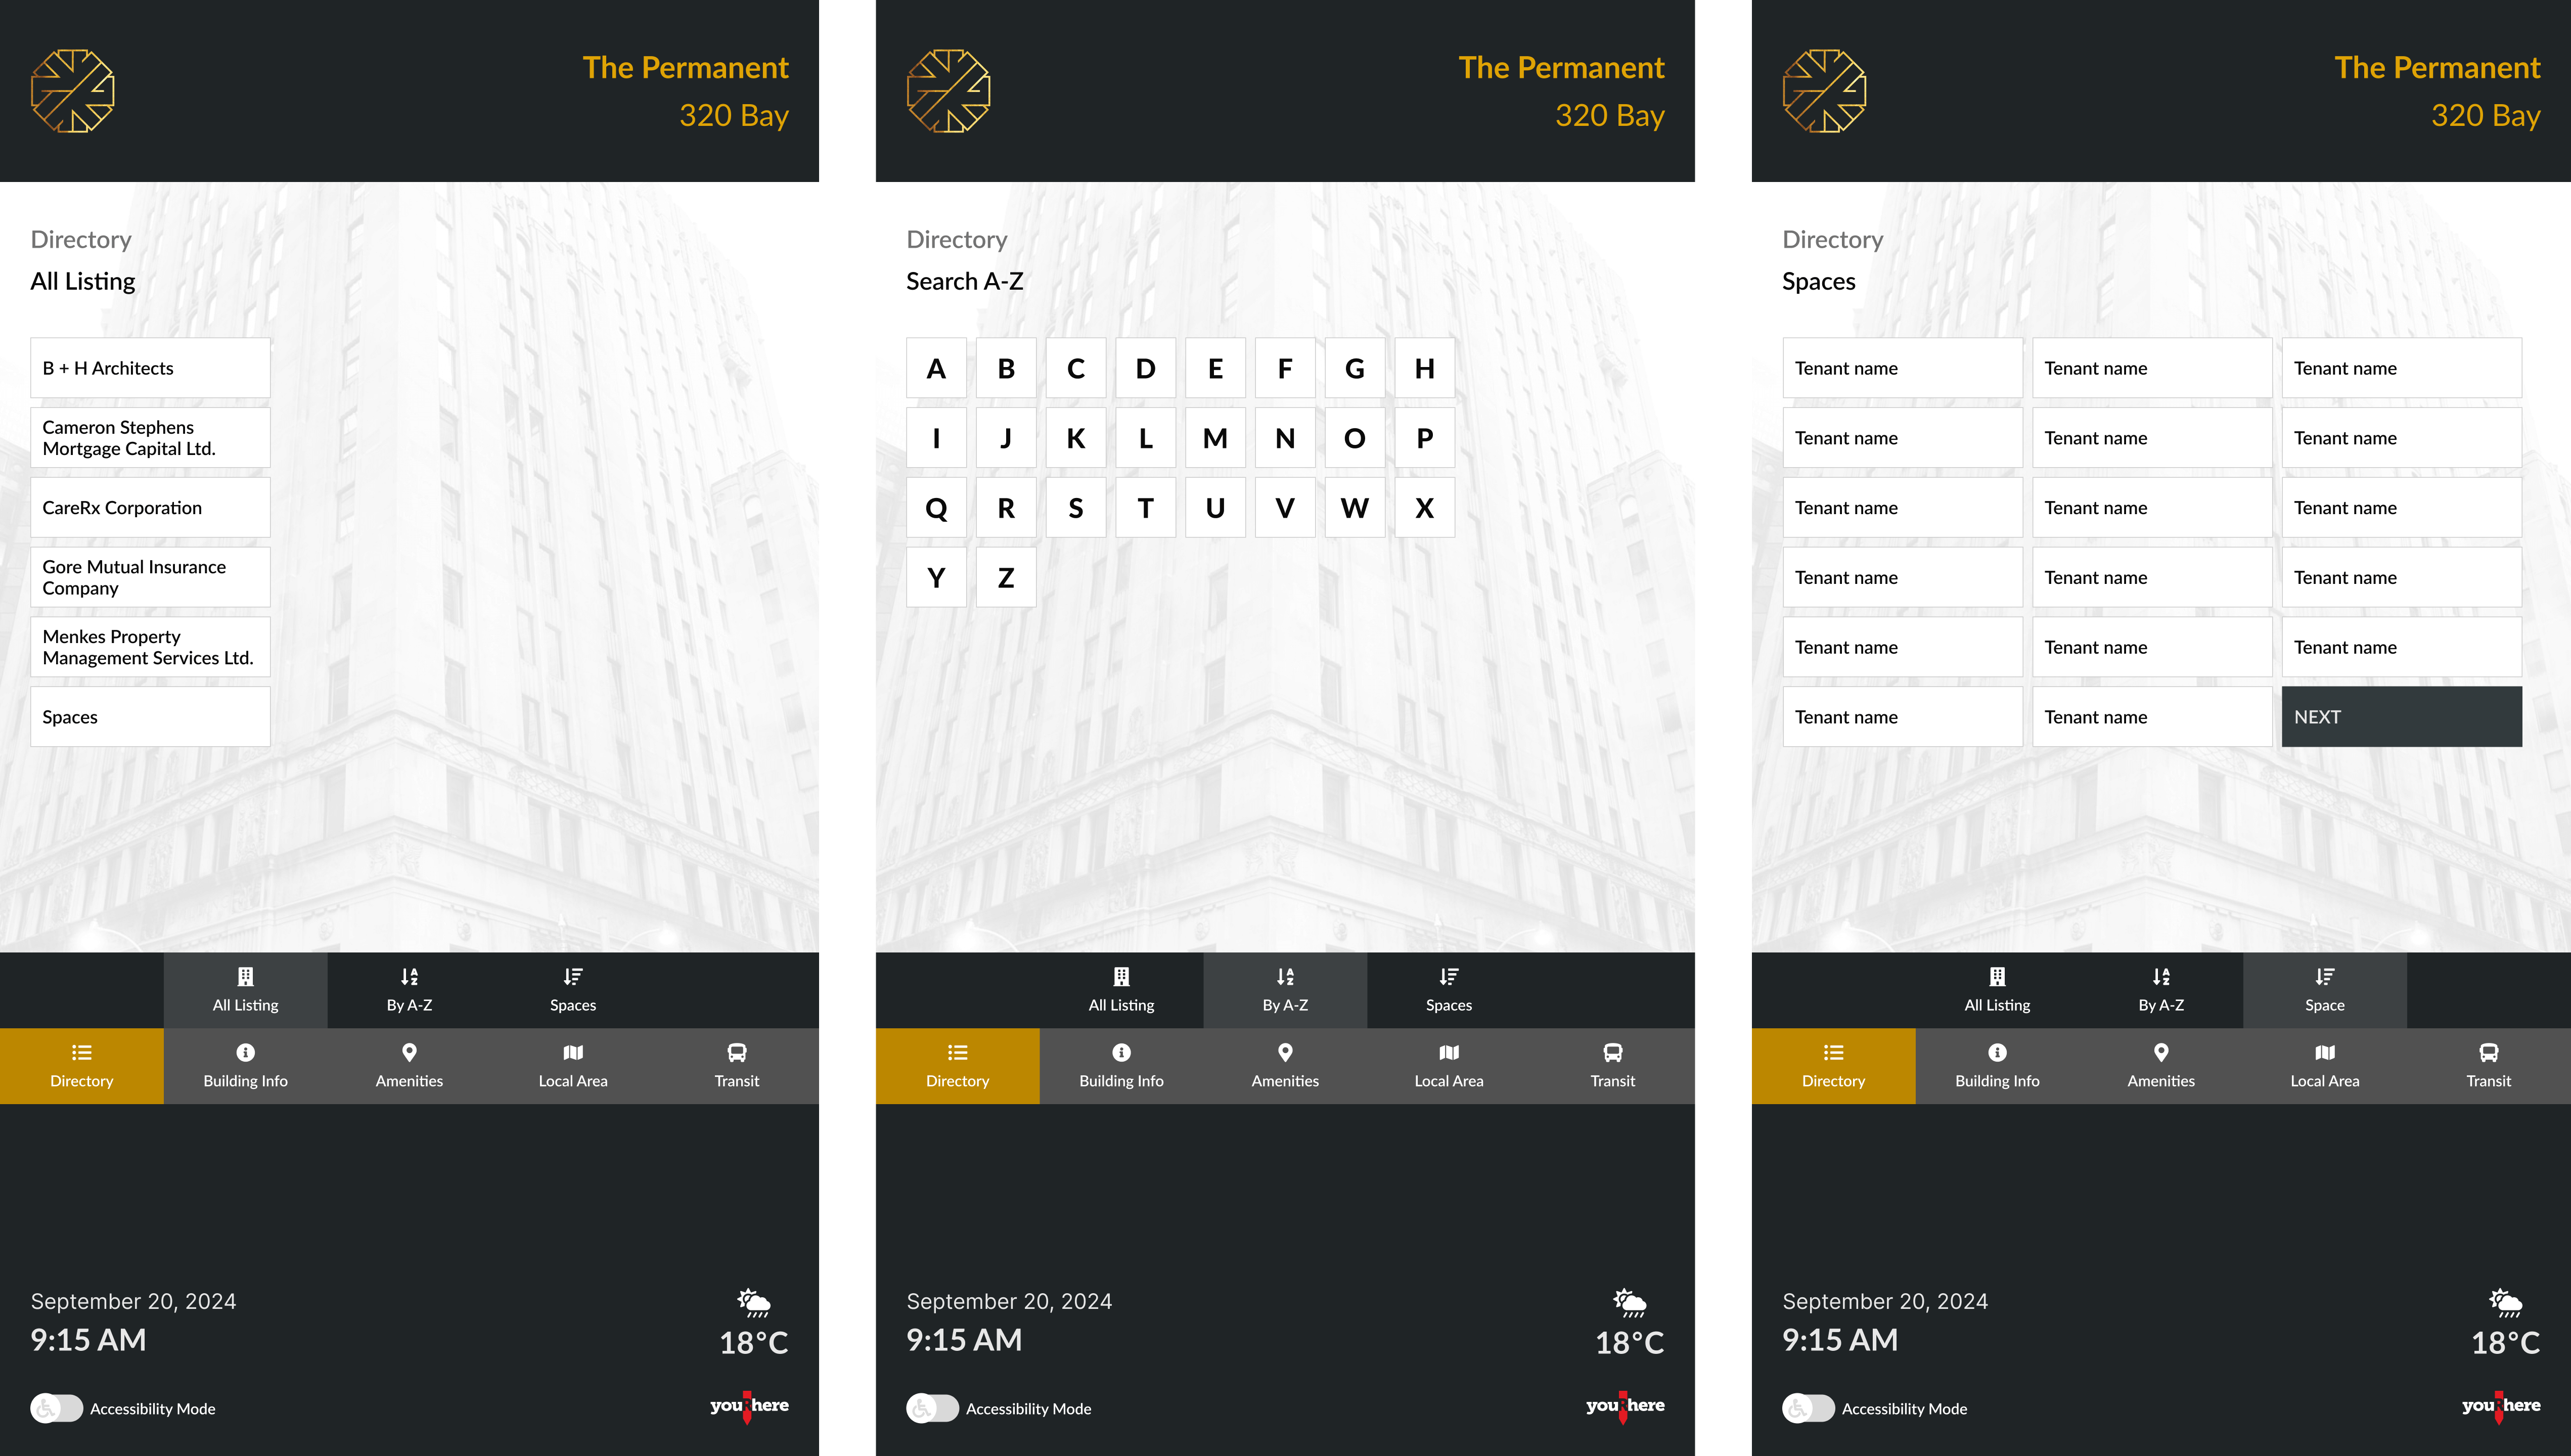 The Permanent
320 Bay
Directory
All Listing
B + H Architects
Cameron Stephens
Mortgage Capital Ltd.
CareRx Corporation
Gore Mutual Insurance
Company
Menkes Property
Management Services Ltd.
Spaces
All Listing
By A-Z
Spaces
Directory
Building Info
Amenities
Local Area
Transit
September 20, 2024
9:15 AM
18°C
Accessibility Mode
you here
The Permanent
320 Bay
Directory
Search A-Z
A B C D E F G H
I J K L M N O P
Q R S T U V W X
Y Z
All Listing
By A-Z
Spaces
Directory
Building Info
Amenities
Local Area
Transit
September 20, 2024
9:15 AM
18°C
Accessibility Mode
you here
The Permanent
320 Bay
Directory
Spaces
Tenant name Tenant name Tenant name
Tenant name Tenant name Tenant name
Tenant name Tenant name Tenant name
Tenant name Tenant name Tenant name
Tenant name Tenant name Tenant name
Tenant name Tenant name NEXT
All Listing
By A-Z
Space
Directory
Building Info
Amenities
Local Area
Transit
September 20, 2024
9:15 AM
18°C
Accessibility Mode
you here